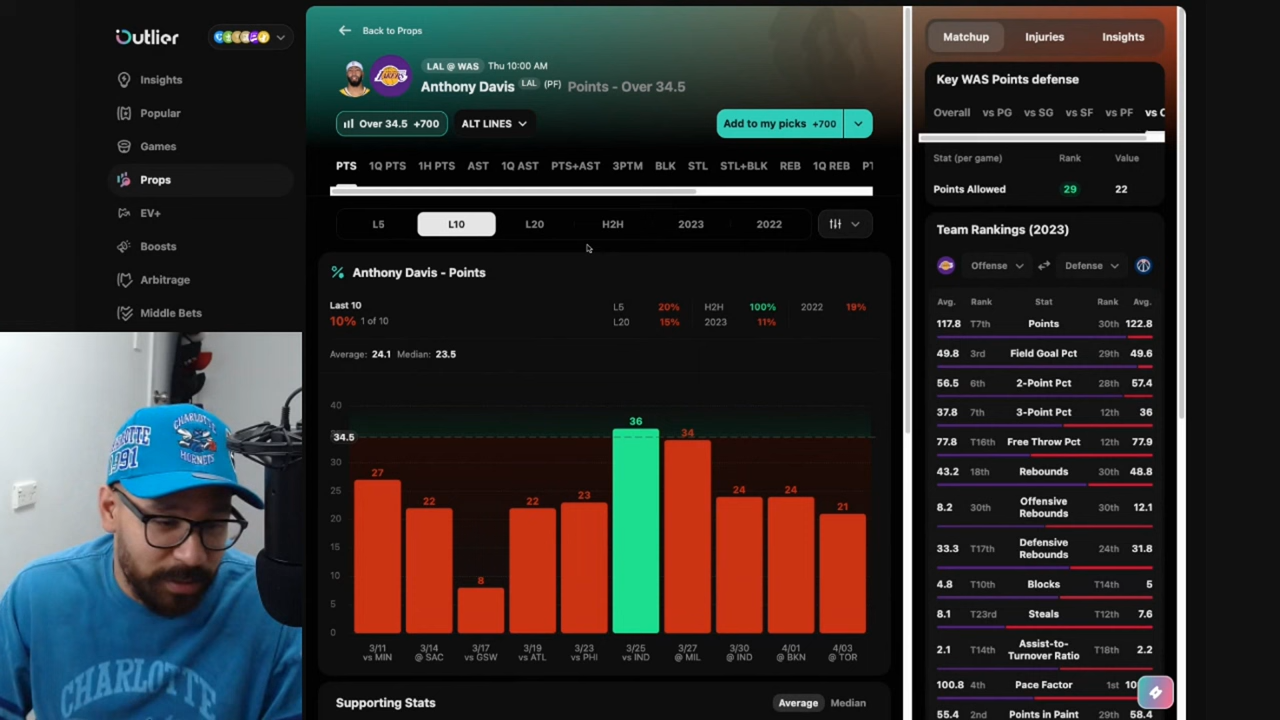 Outlier
Insights
Popular
Games
Props
EV+
Boosts
Arbitrage
Middle Bets
Back to Props
LAL @ WAS Thu 10:00 AM
Anthony Davis LAL (PF) Points - Over 34.5
Over 34.5 +700
ALT LINES
Add to my picks +700
PTS 1Q PTS 1H PTS AST 1Q AST PTS+AST 3PTM BLK STL STL+BLK REB 1Q REB
L5 L10 L20 H2H 2023 2022
Anthony Davis - Points
Last 10
10% 1 of 10
L5 20% H2H 100% 2022 19%
L20 15% 2023 11%
Average: 24.1 Median: 23.5
40
34.5
30
25
20
15
10
5
0
27
22
8
22
23
36
34
24
24
21
3/11
vs MIN
3/14
@ SAC
3/17
vs GSW
3/19
vs ATL
3/23
vs PHI
3/25
vs IND
3/27
@ MIL
3/30
@ IND
4/01
@ BKN
4/03
@ TOR
Supporting Stats
Average Median
Matchup Injuries Insights
Key WAS Points defense
Overall vs PG vs SG vs SF vs PF vs C
Stat (per game) Rank Value
Points Allowed 29 22
Team Rankings (2023)
Offense Defense
Avg. Rank Stat Rank Avg.
117.8 T7th Points 30th 122.8
49.8 3rd Field Goal Pct 29th 49.6
56.5 6th 2-Point Pct 28th 57.4
37.8 7th 3-Point Pct 12th 36
77.8 T16th Free Throw Pct 12th 77.9
43.2 18th Rebounds 30th 48.8
8.2 30th Offensive Rebounds 30th 12.1
33.3 T17th Defensive Rebounds 24th 31.8
4.8 T10th Blocks T14th 5
8.1 T23rd Steals T12th 7.6
2.1 T14th Assist-to-Turnover Ratio T18th 2.2
100.8 4th Pace Factor 1st
55.4 2nd Points in Paint 29th 58.4
CHARLOTTE
1991
CHARLOTTE
HORNETS
CHARLOTTE